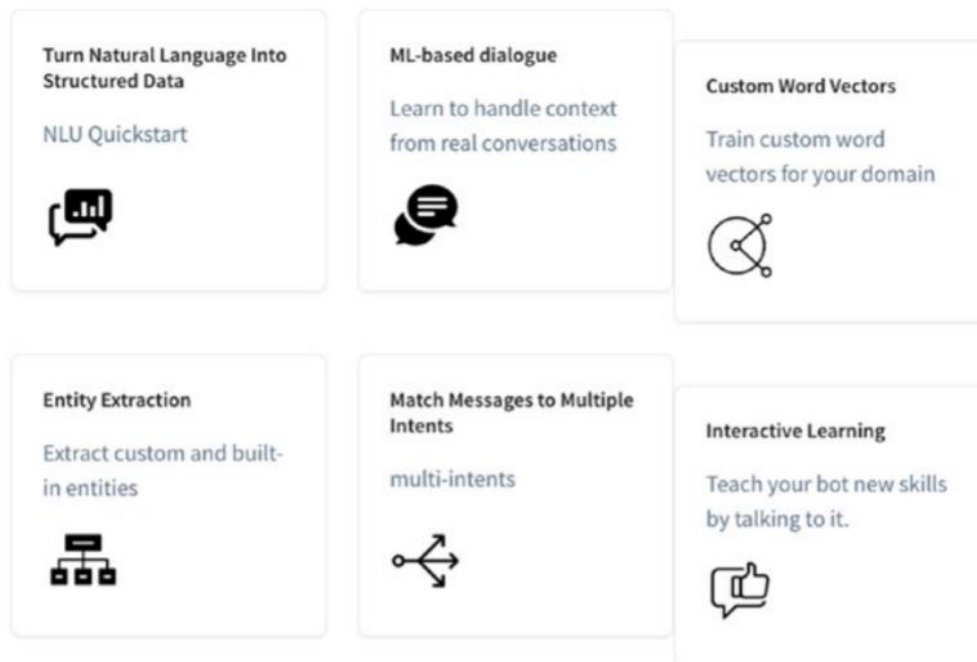 Turn Natural Language Into
Structured Data
NLU Quickstart
ML-based dialogue
Learn to handle context
from real conversations
Custom Word Vectors
Train custom word
vectors for your domain
Entity Extraction
Extract custom and built-
in entities
Match Messages to Multiple
Intents
multi-intents
Interactive Learning
Teach your bot new skills
by talking to it.